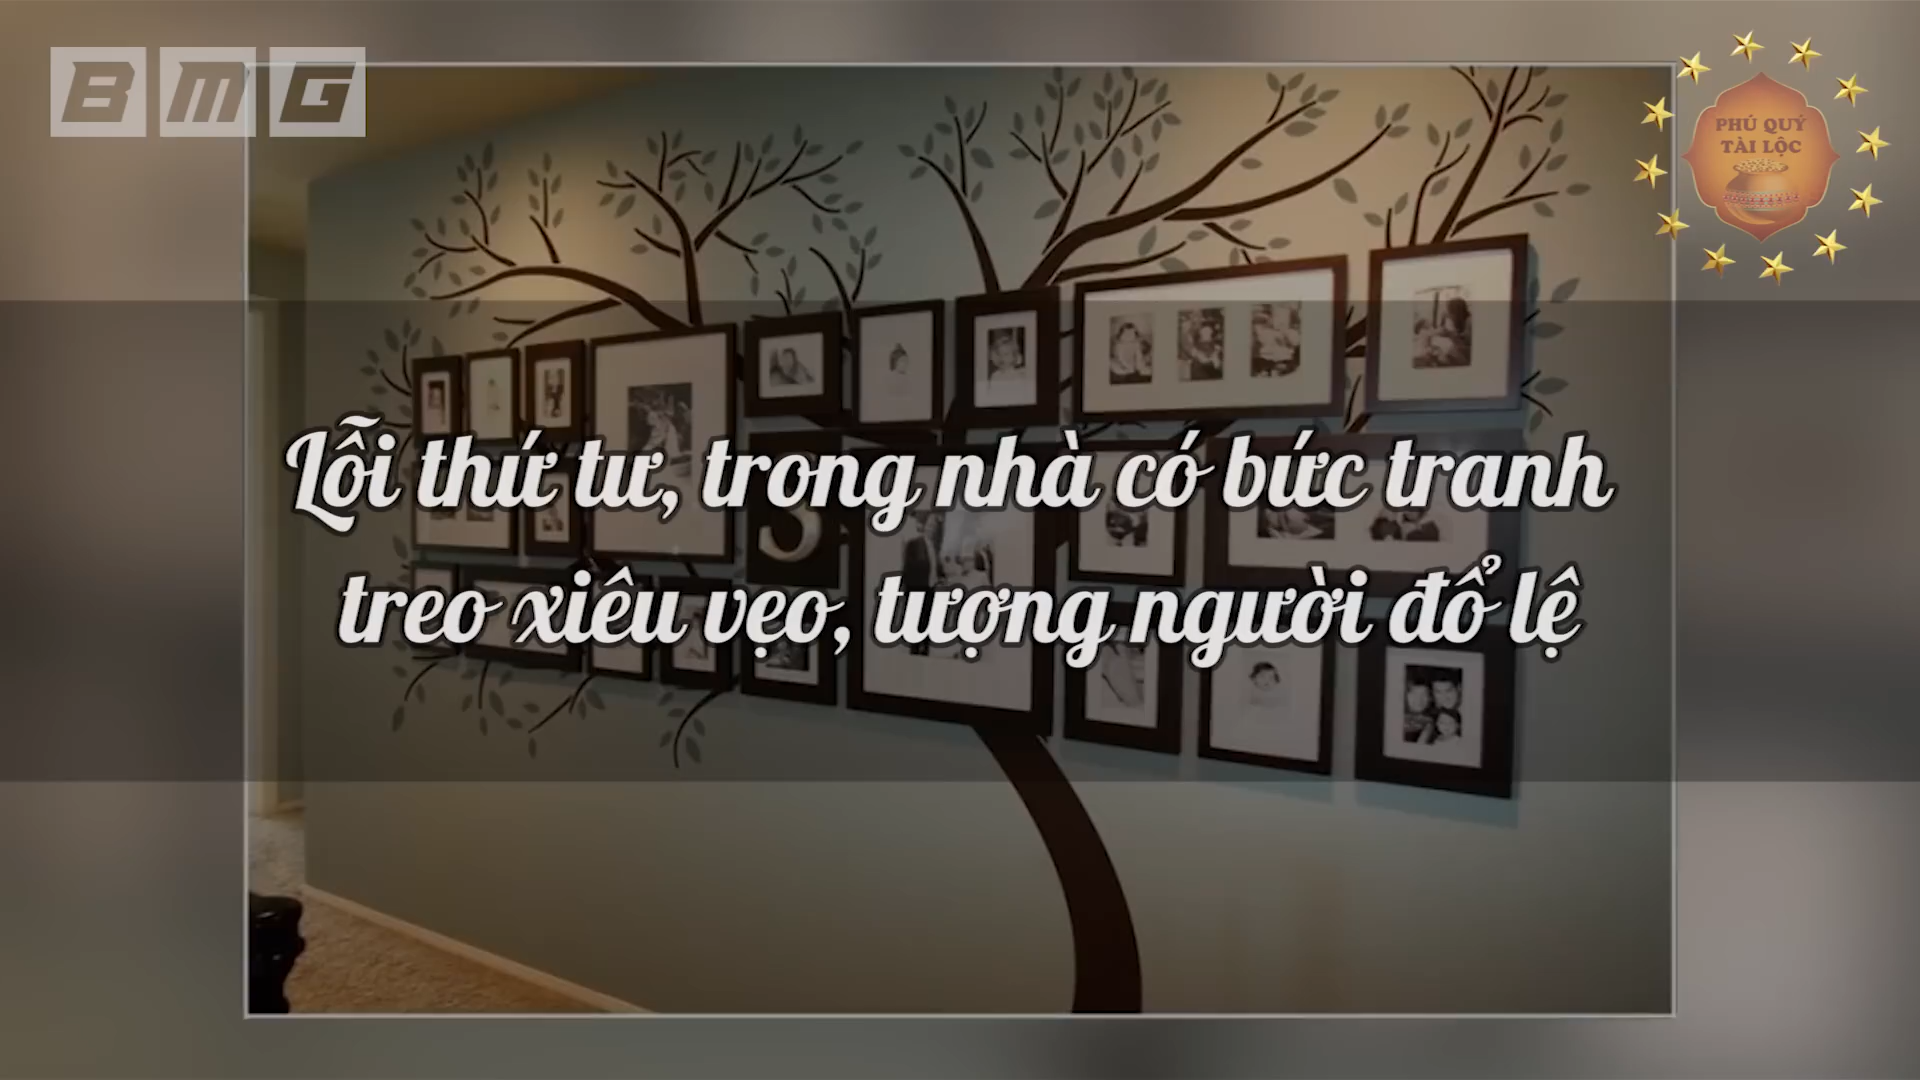 BMG
PHÚ QUÝ
TÀI LỘC
S
Lỗi thứ tư, trong nhà có bức tranh
treo xiêu vẹo, tượng người đổ lệ